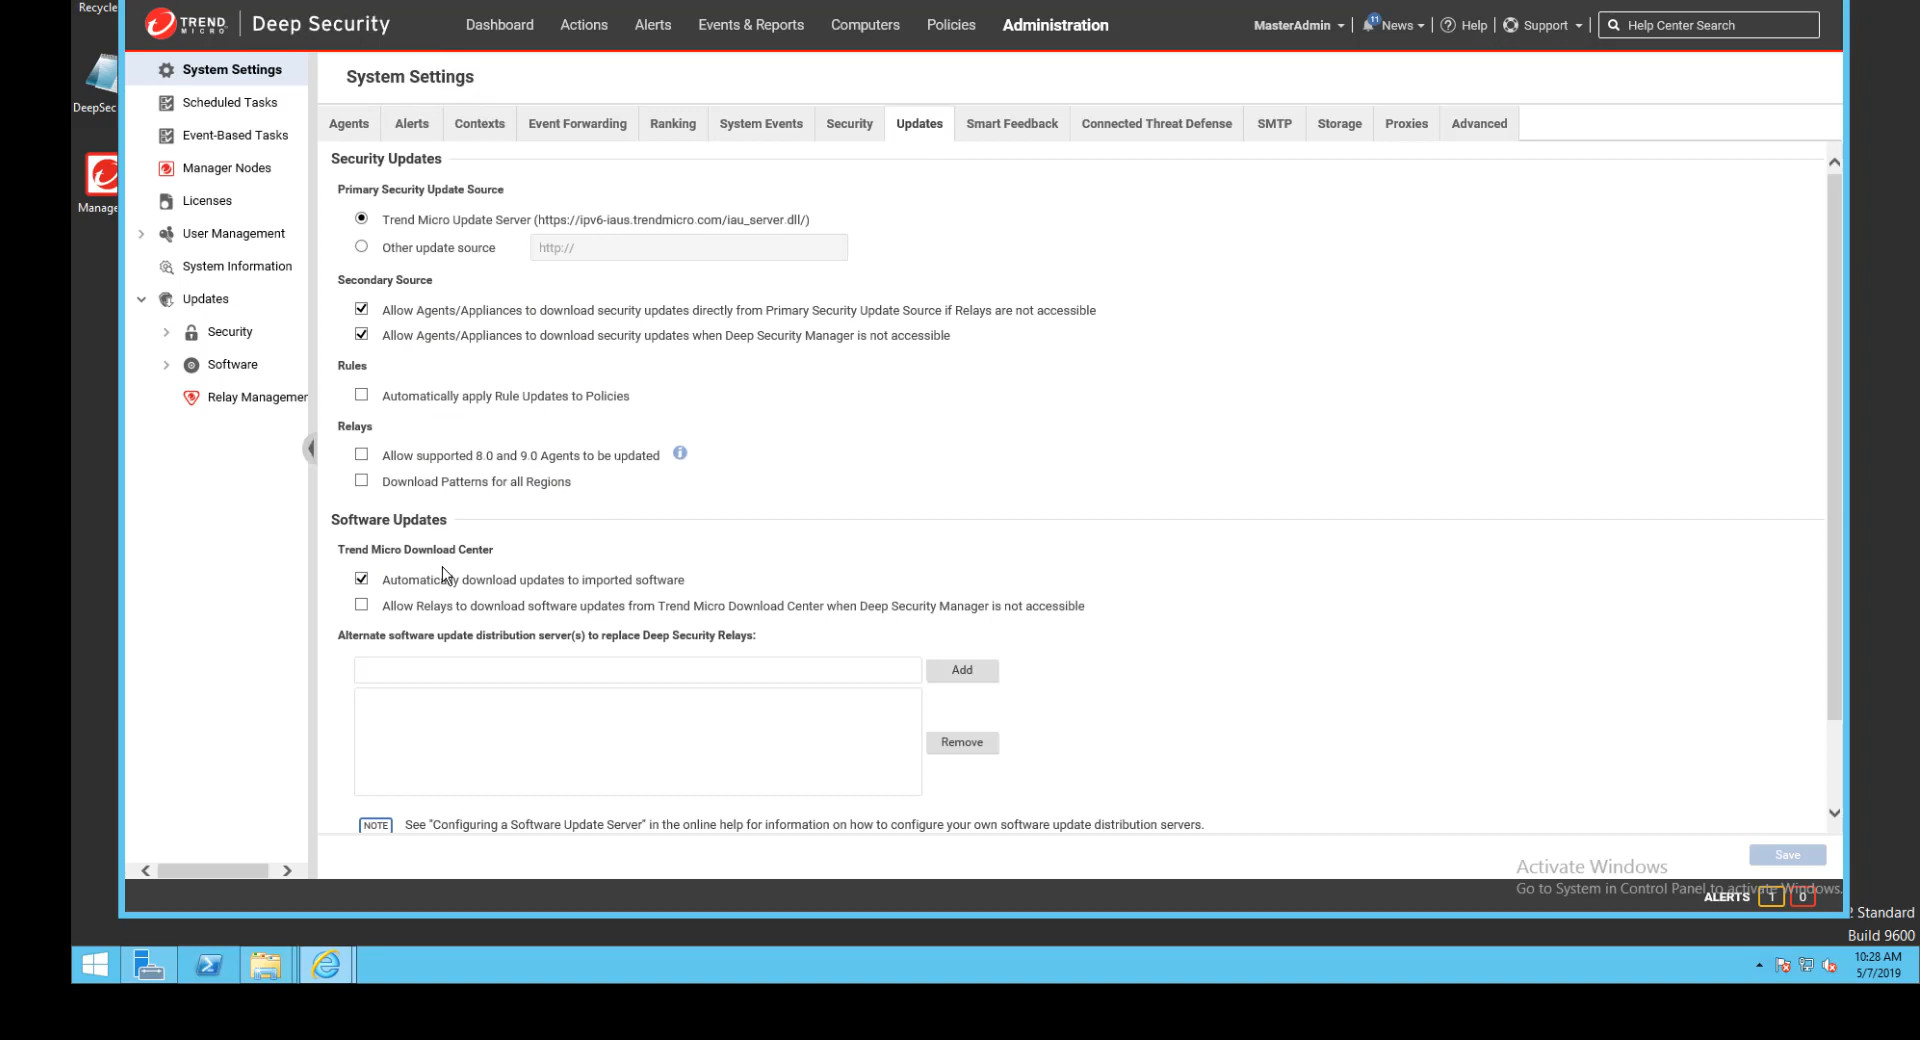 Recycle
TREND MICRO Deep Security Dashboard Actions Alerts Events & Reports Computers Policies Administration MasterAdmin 11 News Help Support Help Center Search
DeepSec
Manage
System Settings
Scheduled Tasks
Event-Based Tasks
Manager Nodes
Licenses
User Management
System Information
Updates
Security
Software
Relay Managemen
System Settings
Agents Alerts Contexts Event Forwarding Ranking System Events Security Updates Smart Feedback Connected Threat Defense SMTP Storage Proxies Advanced
Security Updates
Primary Security Update Source
Trend Micro Update Server (https://ipv6-iaus.trendmicro.com/iau_server.dll/)
Other update source http://
Secondary Source
Allow Agents/Appliances to download security updates directly from Primary Security Update Source if Relays are not accessible
Allow Agents/Appliances to download security updates when Deep Security Manager is not accessible
Rules
Automatically apply Rule Updates to Policies
Relays
Allow supported 8.0 and 9.0 Agents to be updated
Download Patterns for all Regions
Software Updates
Trend Micro Download Center
Automatically download updates to imported software
Allow Relays to download software updates from Trend Micro Download Center when Deep Security Manager is not accessible
Alternate software update distribution server(s) to replace Deep Security Relays:
Add
Remove
NOTE See "Configuring a Software Update Server" in the online help for information on how to configure your own software update distribution servers.
Save
Activate Windows
Go to System in Control Panel to activate Windows.
ALERTS 1 0
2 Standard
Build 9600
10:28 AM
5/7/2019